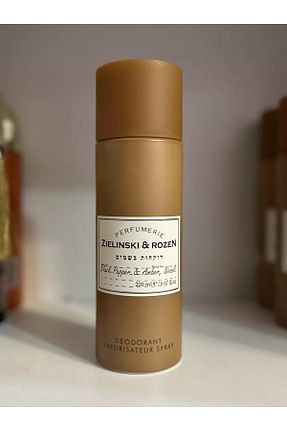 PERFUMERIE
ZIELINSKI & ROZEN
רוקחות בשמים
Black Pepper & Amber, Neroli
DEODORANT
VAPORISATEUR SPRAY